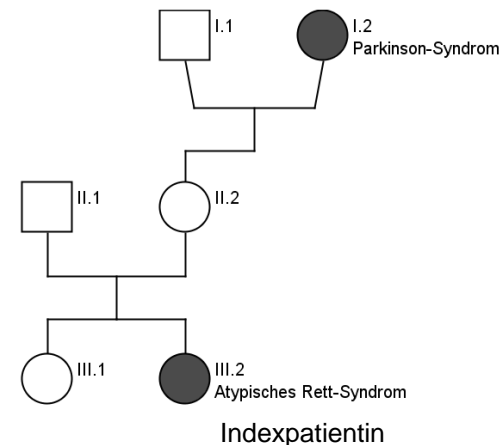 I.1
I.2
Parkinson-Syndrom
II.1
II.2
III.1
III.2
Atypisches Rett-Syndrom
Indexpatientin